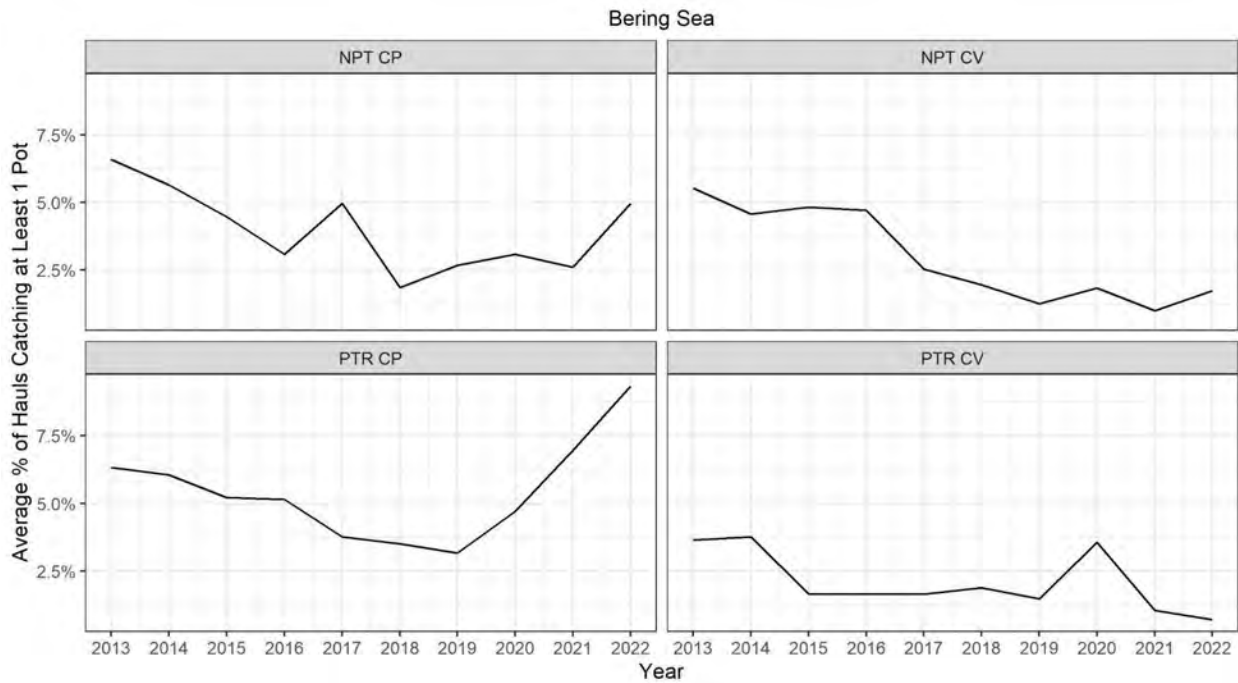 Bering Sea
NPT CP
NPT CV
Average % of Hauls Catching at Least 1 Pot
7.5%
5.0%
2.5%
PTR CP
PTR CV
7.5%
5.0%
2.5%
2013 2014 2015 2016 2017 2018 2019 2020 2021 2022
2013 2014 2015 2016 2017 2018 2019 2020 2021 2022
Year